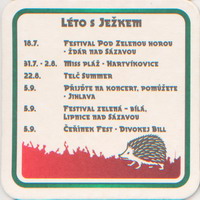 Léto s Ježkem
18.7. Festival Pod Zelenou horou
- Žďár nad Sázavou
31.7. - 2.8. Miss pláž - Hartvíkovice
22.8. Telč Summer
5.9. Přijďte na koncert, pomůžete
- Jihlava
5.9. Festival zelená - bílá,
Lipnice nad Sázavou
5.9. Čeřínek Fest - Divokej Bill